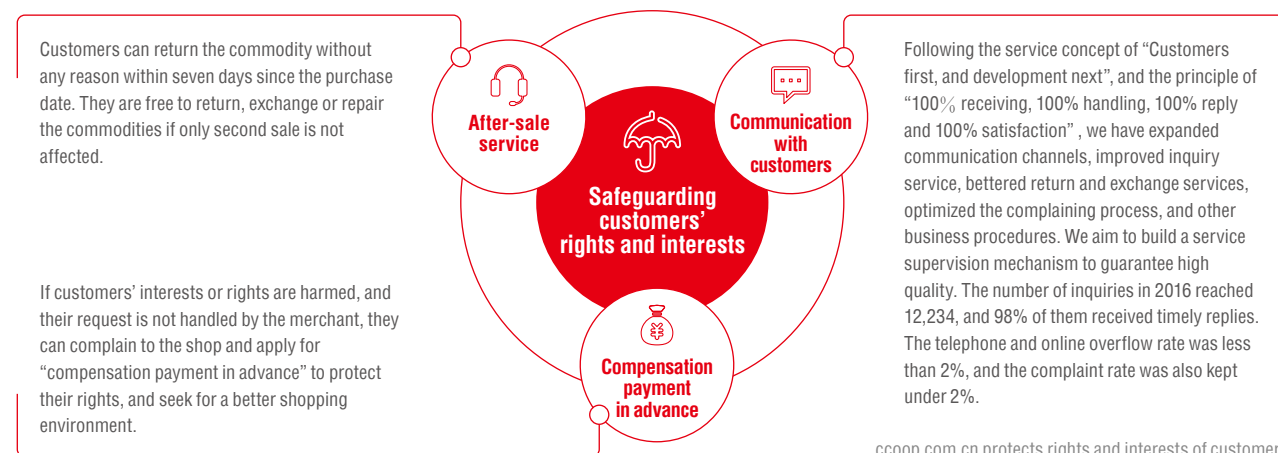 Customers can return the commodity without
any reason within seven days since the purchase
date. They are free to return, exchange or repair
the commodities if only second sale is not
affected.
If customers’ interests or rights are harmed, and
their request is not handled by the merchant, they
can complain to the shop and apply for
“compensation payment in advance” to protect
their rights, and seek for a better shopping
environment.
After-sale
service
Communication
with
customers
Safeguarding
customers’
rights and interests
¥
Compensation
payment
in advance
Following the service concept of “Customers
first, and development next”, and the principle of
“100% receiving, 100% handling, 100% reply
and 100% satisfaction” , we have expanded
communication channels, improved inquiry
service, bettered return and exchange services,
optimized the complaining process, and other
business procedures. We aim to build a service
supervision mechanism to guarantee high
quality. The number of inquiries in 2016 reached
12,234, and 98% of them received timely replies.
The telephone and online overflow rate was less
than 2%, and the complaint rate was also kept
under 2%.
ccoop.com.cn protects rights and interests of customer